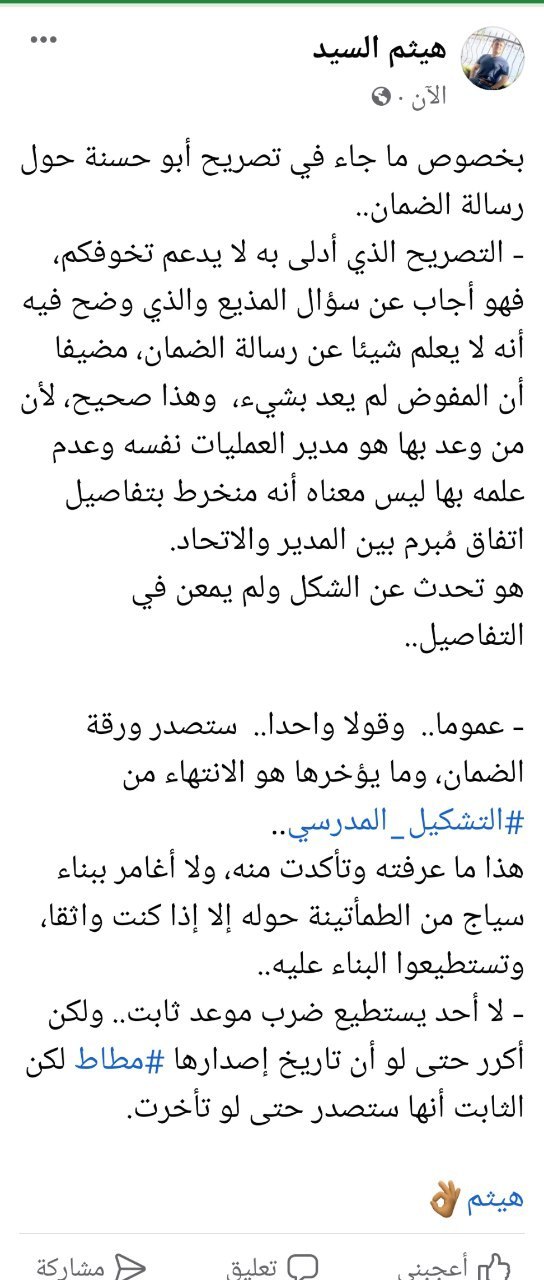 هيثم السيد
الآن ·
بخصوص ما جاء في تصريح أبو حسنة حول
رسالة الضمان..
- التصريح الذي أدلى به لا يدعم تخوفكم،
فهو أجاب عن سؤال المذيع والذي وضح فيه
أنه لا يعلم شيئا عن رسالة الضمان، مضيفا
أن المفوض لم يعد بشيء، وهذا صحيح، لأن
من وعد بها هو مدير العمليات نفسه وعدم
علمه بها ليس معناه أنه منخرط بتفاصيل
اتفاق مُبرم بين المدير والاتحاد.
هو تحدث عن الشكل ولم يمعن في
التفاصيل..
- عموما.. وقولا واحدا.. ستصدر ورقة
الضمان، وما يؤخرها هو الانتهاء من
#التشكيل_المدرسي..
هذا ما عرفته وتأكدت منه، ولا أغامر ببناء
سياج من الطمأتينة حوله إلا إذا كنت واثقا،
وتستطيعوا البناء عليه..
- لا أحد يستطيع ضرب موعد ثابت.. ولكن
أكرر حتى لو أن تاريخ إصدارها #مطاط لكن
الثابت أنها ستصدر حتى لو تأخرت.
هيثم 👌🏾
أعجبني تعليق مشاركة